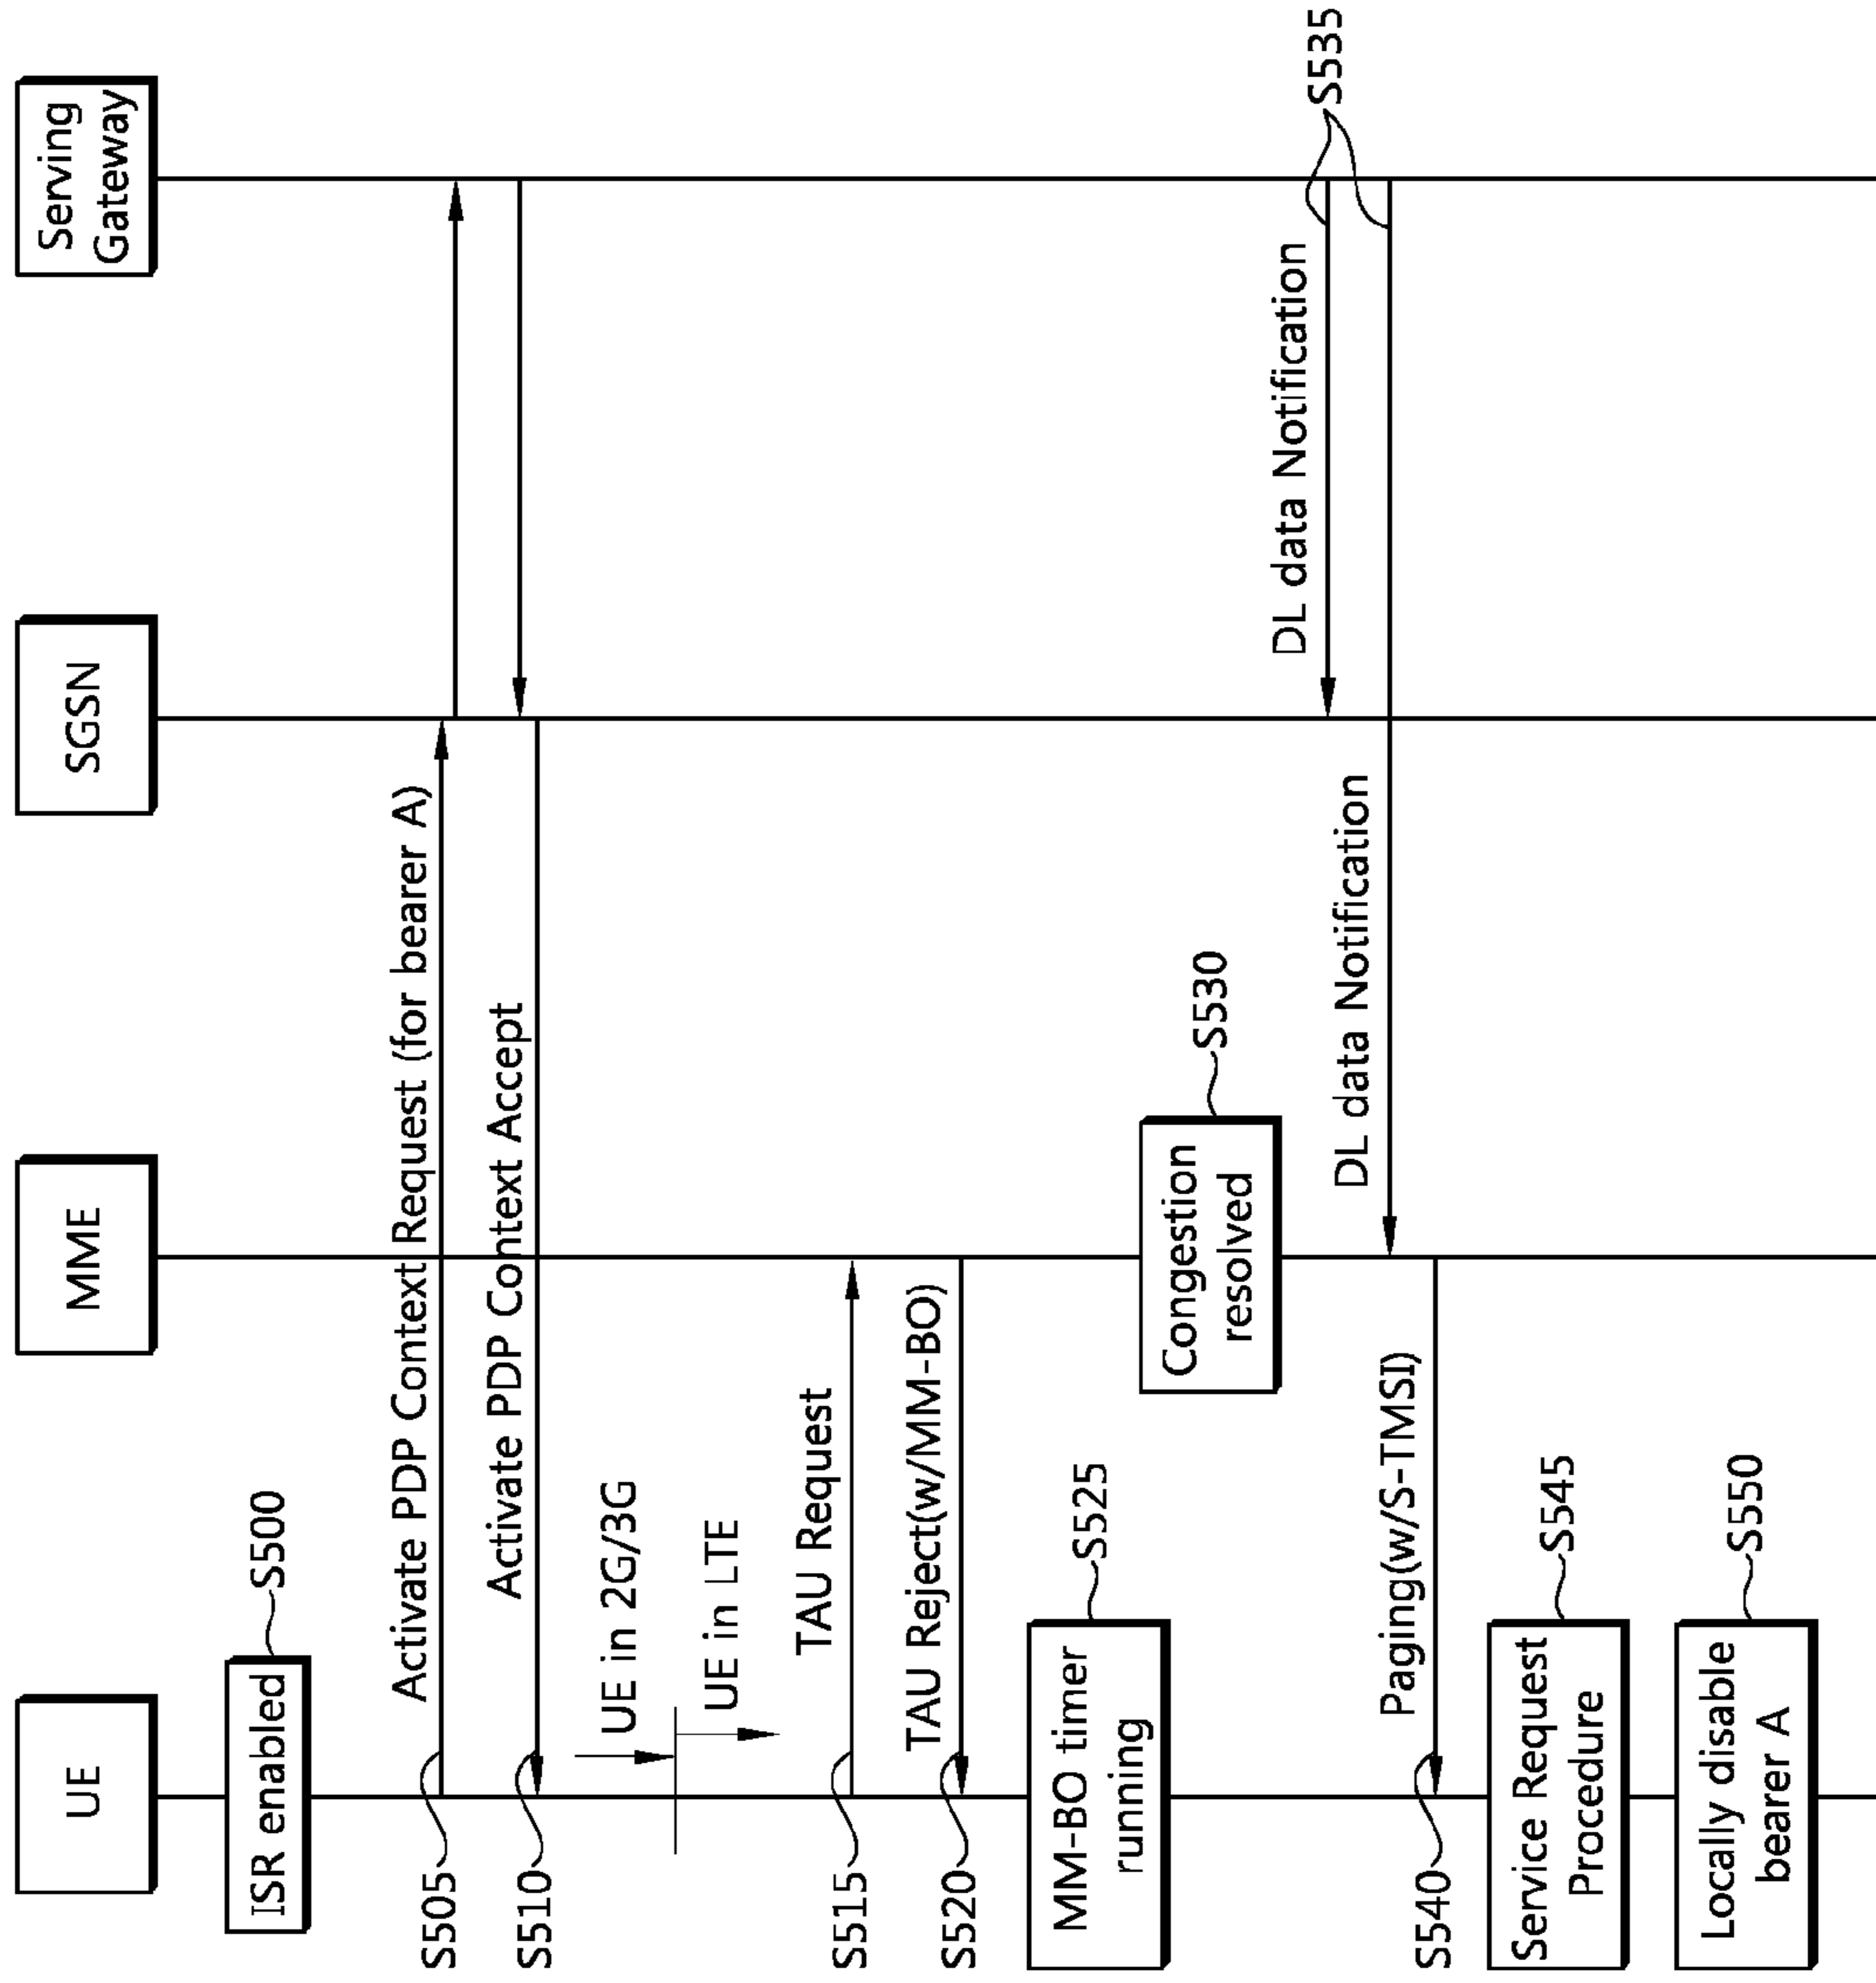 UE
MME
SGSN
Serving
Gateway
ISR enabled
S500
Activate PDP Context Request (for bearer A)
S505
Activate PDP Context Accept
S510
UE in 2G/3G
UE in LTE
TAU Request
S515
TAU Reject(w/MM-BO)
S520
MM-BO timer
running
S525
Congestion
resolved
S530
DL data Notification
S535
DL data Notification
Paging(w/S-TMSI)
S540
Service Request
Procedure
S545
Locally disable
bearer A
S550